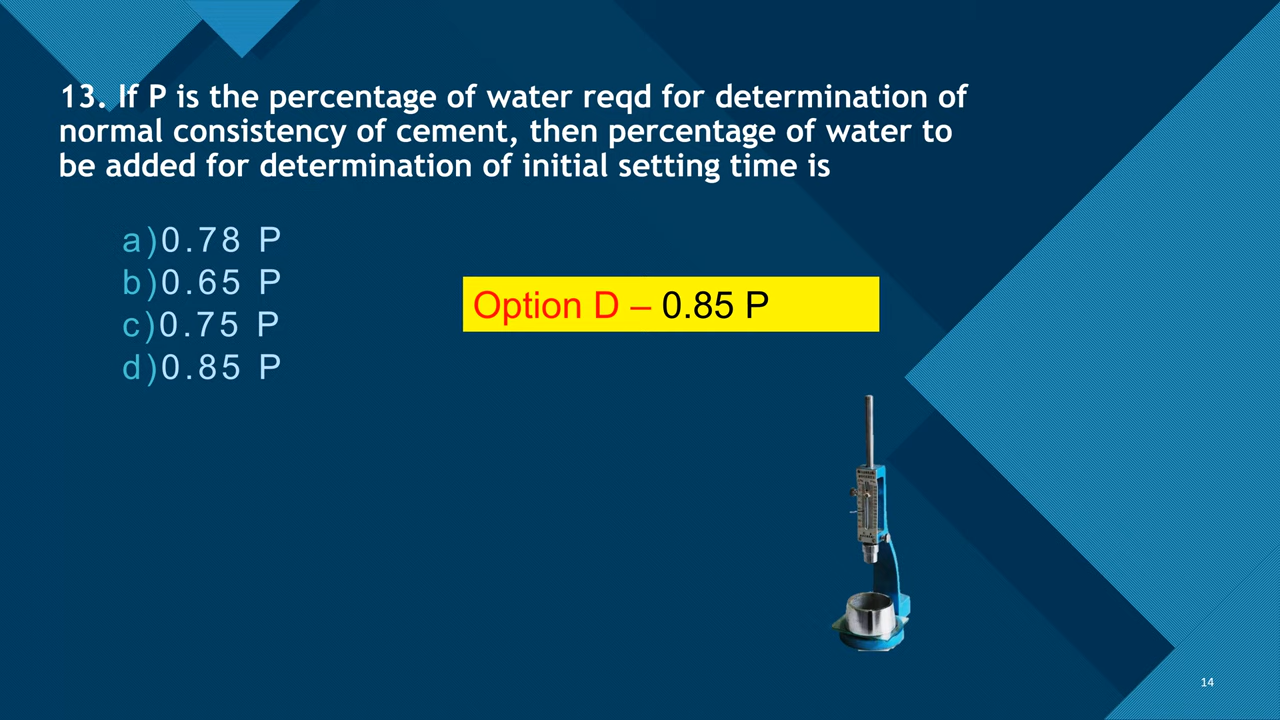 13. If P is the percentage of water reqd for determination of
normal consistency of cement, then percentage of water to
be added for determination of initial setting time is
a)0.78 P
b)0.65 P
c)0.75 P
d)0.85 P
Option D – 0.85 P
14